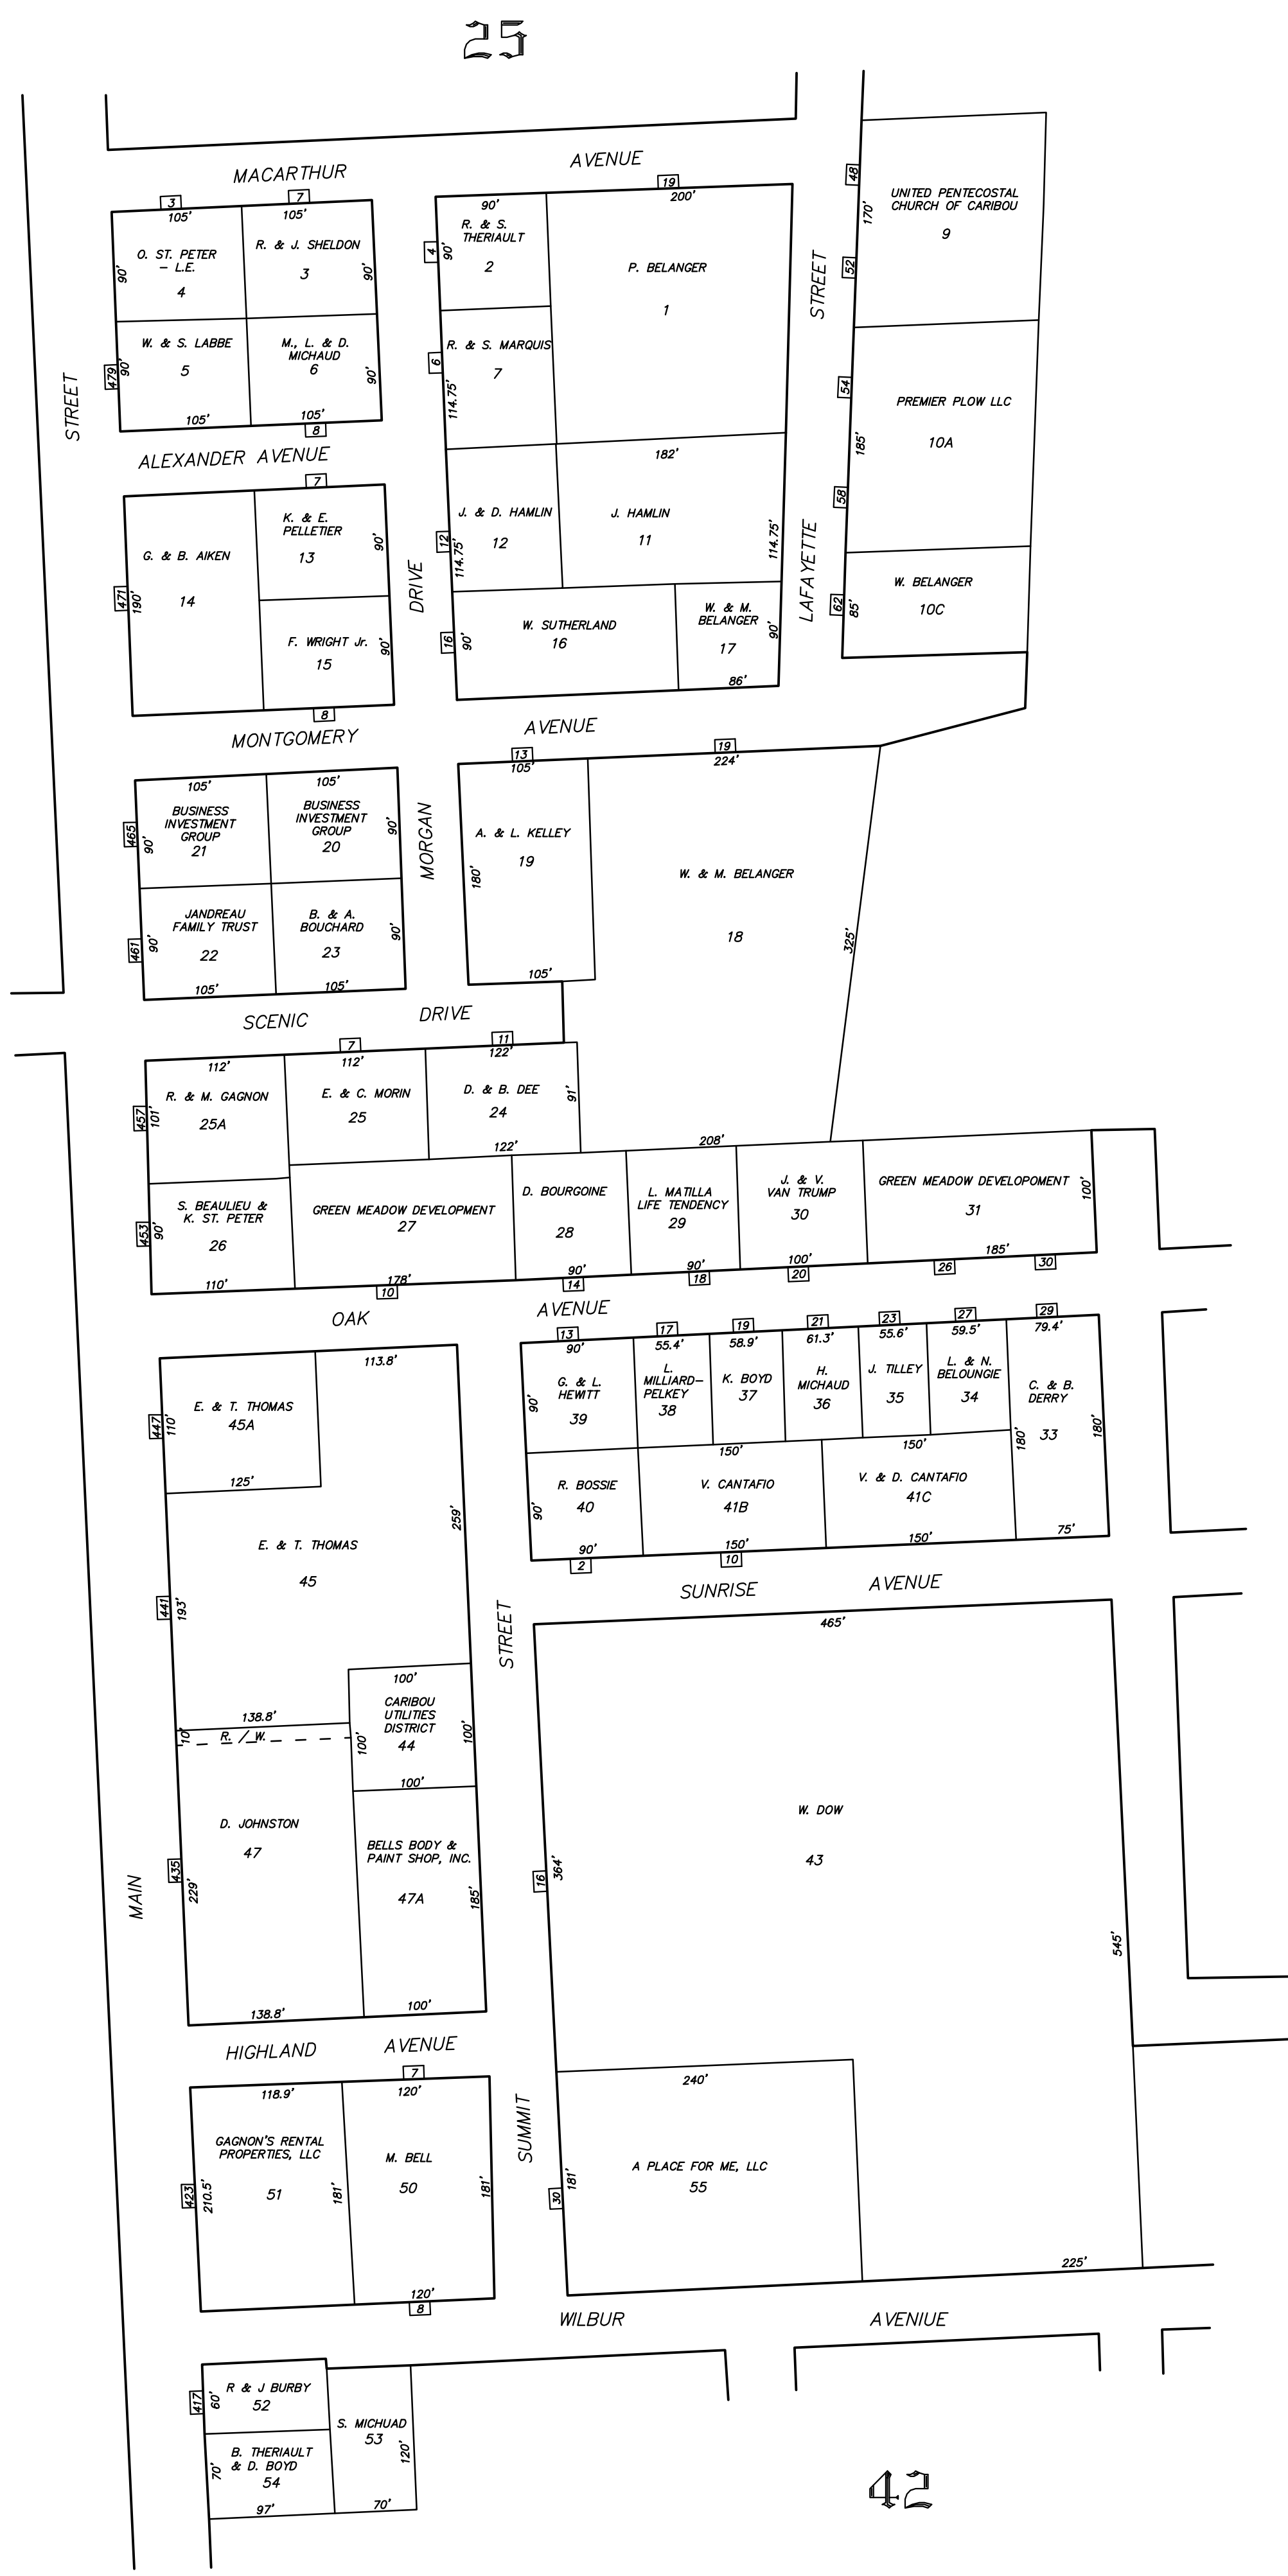 25
MACARTHUR AVENUE
3
105'
7
105'
O. ST. PETER
– L.E.
4
90'
R. & J. SHELDON
3
90'
W. & S. LABBE
5
479
90'
105'
M., L. & D.
MICHAUD
6
90'
105'
8
4
90'
90'
R. & S.
THERIAULT
2
19
200'
P. BELANGER
1
6
R. & S. MARQUIS
7
114.75'
STREET
48
170'
52
UNITED PENTECOSTAL
CHURCH OF CARIBOU
9
54
PREMIER PLOW LLC
10A
185'
58
STREET
ALEXANDER AVENUE
7
K. & E.
PELLETIER
13
90'
G. & B. AIKEN
14
471
190'
F. WRIGHT Jr.
15
90'
8
DRIVE
J. & D. HAMLIN
12
12
114.75'
182'
J. HAMLIN
11
114.75'
LAFAYETTE
W. BELANGER
10C
62
85'
W. SUTHERLAND
16
16
90'
W. & M.
BELANGER
17
90'
86'
MONTGOMERY AVENUE
105'
BUSINESS
INVESTMENT
GROUP
21
465
90'
105'
BUSINESS
INVESTMENT
GROUP
20
90'
MORGAN
13
105'
A. & L. KELLEY
19
180'
105'
19
224'
W. & M. BELANGER
18
325'
JANDREAU
FAMILY TRUST
22
461
90'
105'
B. & A.
BOUCHARD
23
90'
105'
SCENIC DRIVE
112'
R. & M. GAGNON
25A
457
101'
7
112'
E. & C. MORIN
25
11
122'
D. & B. DEE
24
91'
122'
208'
S. BEAULIEU &
K. ST. PETER
26
453
90'
110'
GREEN MEADOW DEVELOPMENT
27
178'
10
D. BOURGOINE
28
90'
14
L. MATILLA
LIFE TENDENCY
29
90'
18
J. & V.
VAN TRUMP
30
100'
20
GREEN MEADOW DEVELOPOMENT
31
100'
185'
26
30
OAK AVENUE
113.8'
E. & T. THOMAS
45A
447
110'
125'
E. & T. THOMAS
45
259'
441
193'
13
90'
G. & L.
HEWITT
39
90'
17
55.4'
L.
MILLIARD–
PELKEY
38
19
58.9'
K. BOYD
37
21
61.3'
H.
MICHAUD
36
23
55.6'
J. TILLEY
35
27
59.5'
L. & N.
BELOUNGIE
34
29
79.4'
C. & B.
DERRY
33
180'
180'
75'
R. BOSSIE
40
90'
90'
2
150'
V. CANTAFIO
41B
150'
10
150'
V. & D. CANTAFIO
41C
150'
SUNRISE AVENUE
STREET
465'
138.8'
10'
R. / W.
100'
CARIBOU
UTILITIES
DISTRICT
44
100'
100'
100'
D. JOHNSTON
47
435
229'
138.8'
BELLS BODY &
PAINT SHOP, INC.
47A
185'
100'
MAIN
W. DOW
43
16
364'
545'
225'
HIGHLAND AVENUE
118.9'
GAGNON'S RENTAL
PROPERTIES, LLC
51
423
210.5'
181'
7
120'
M. BELL
50
181'
120'
8
SUMMIT
240'
A PLACE FOR ME, LLC
55
30
181'
WILBUR AVENIUE
R & J BURBY
52
417
60'
B. THERIAULT
& D. BOYD
54
70'
97'
S. MICHUAD
53
120'
70'
42